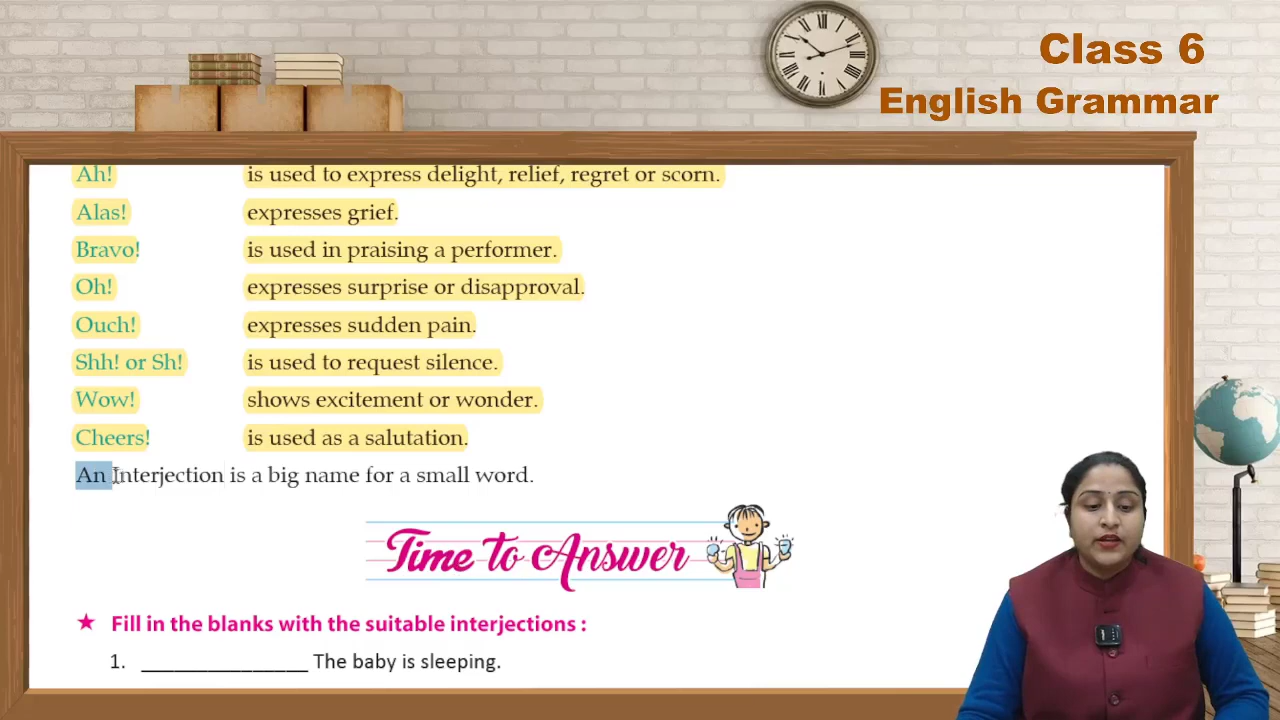 Class 6
English Grammar
Ah! is used to express delight, relief, regret or scorn.
Alas! expresses grief.
Bravo! is used in praising a performer.
Oh! expresses surprise or disapproval.
Ouch! expresses sudden pain.
Shh! or Sh! is used to request silence.
Wow! shows excitement or wonder.
Cheers! is used as a salutation.
An Interjection is a big name for a small word.
Time to Answer
★ Fill in the blanks with the suitable interjections :
1. _______________ The baby is sleeping.